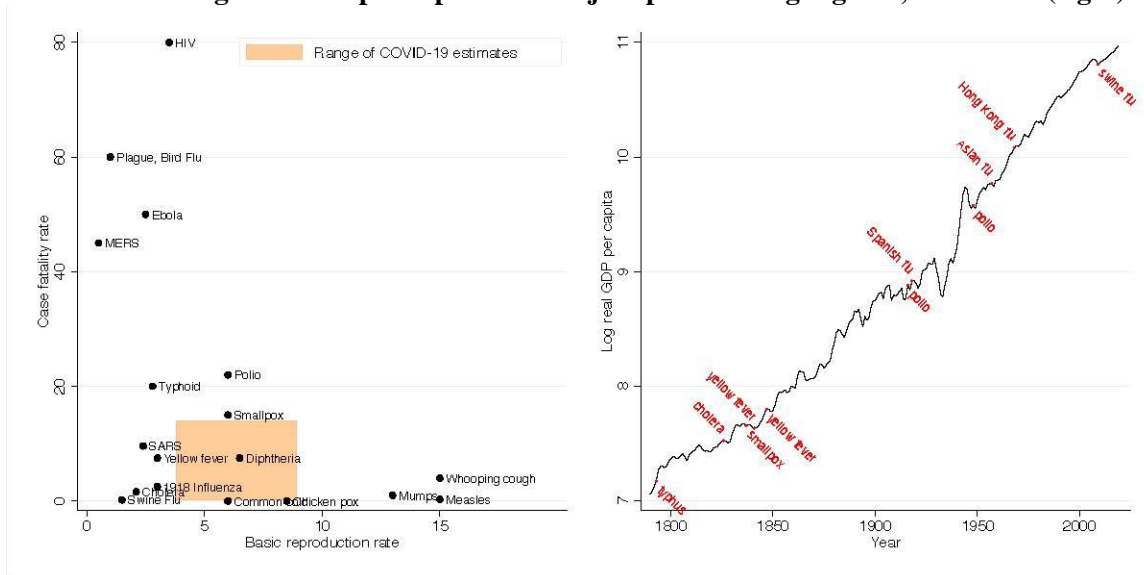 Range of COVID-19 estimates
80
HIV
60
Plague, Bird Flu
Ebola
MERS
40
Case fatality rate
20
Polio
Typhoid
Smallpox
SARS
Yellow fever
Diphtheria
Whooping cough
1918 Influenza
Cholera
Mumps
0
Swine Flu
Common cold
Chicken pox
Measles
0
5
10
15
Basic reproduction rate
11
swine flu
Hong Kong flu
10
Asian flu
polio
Log real GDP per capita
Spanish flu
9
polio
8
yellow fever
cholera
yellow fever
smallpox
7
typhus
1800
1850
1900
1950
2000
Year